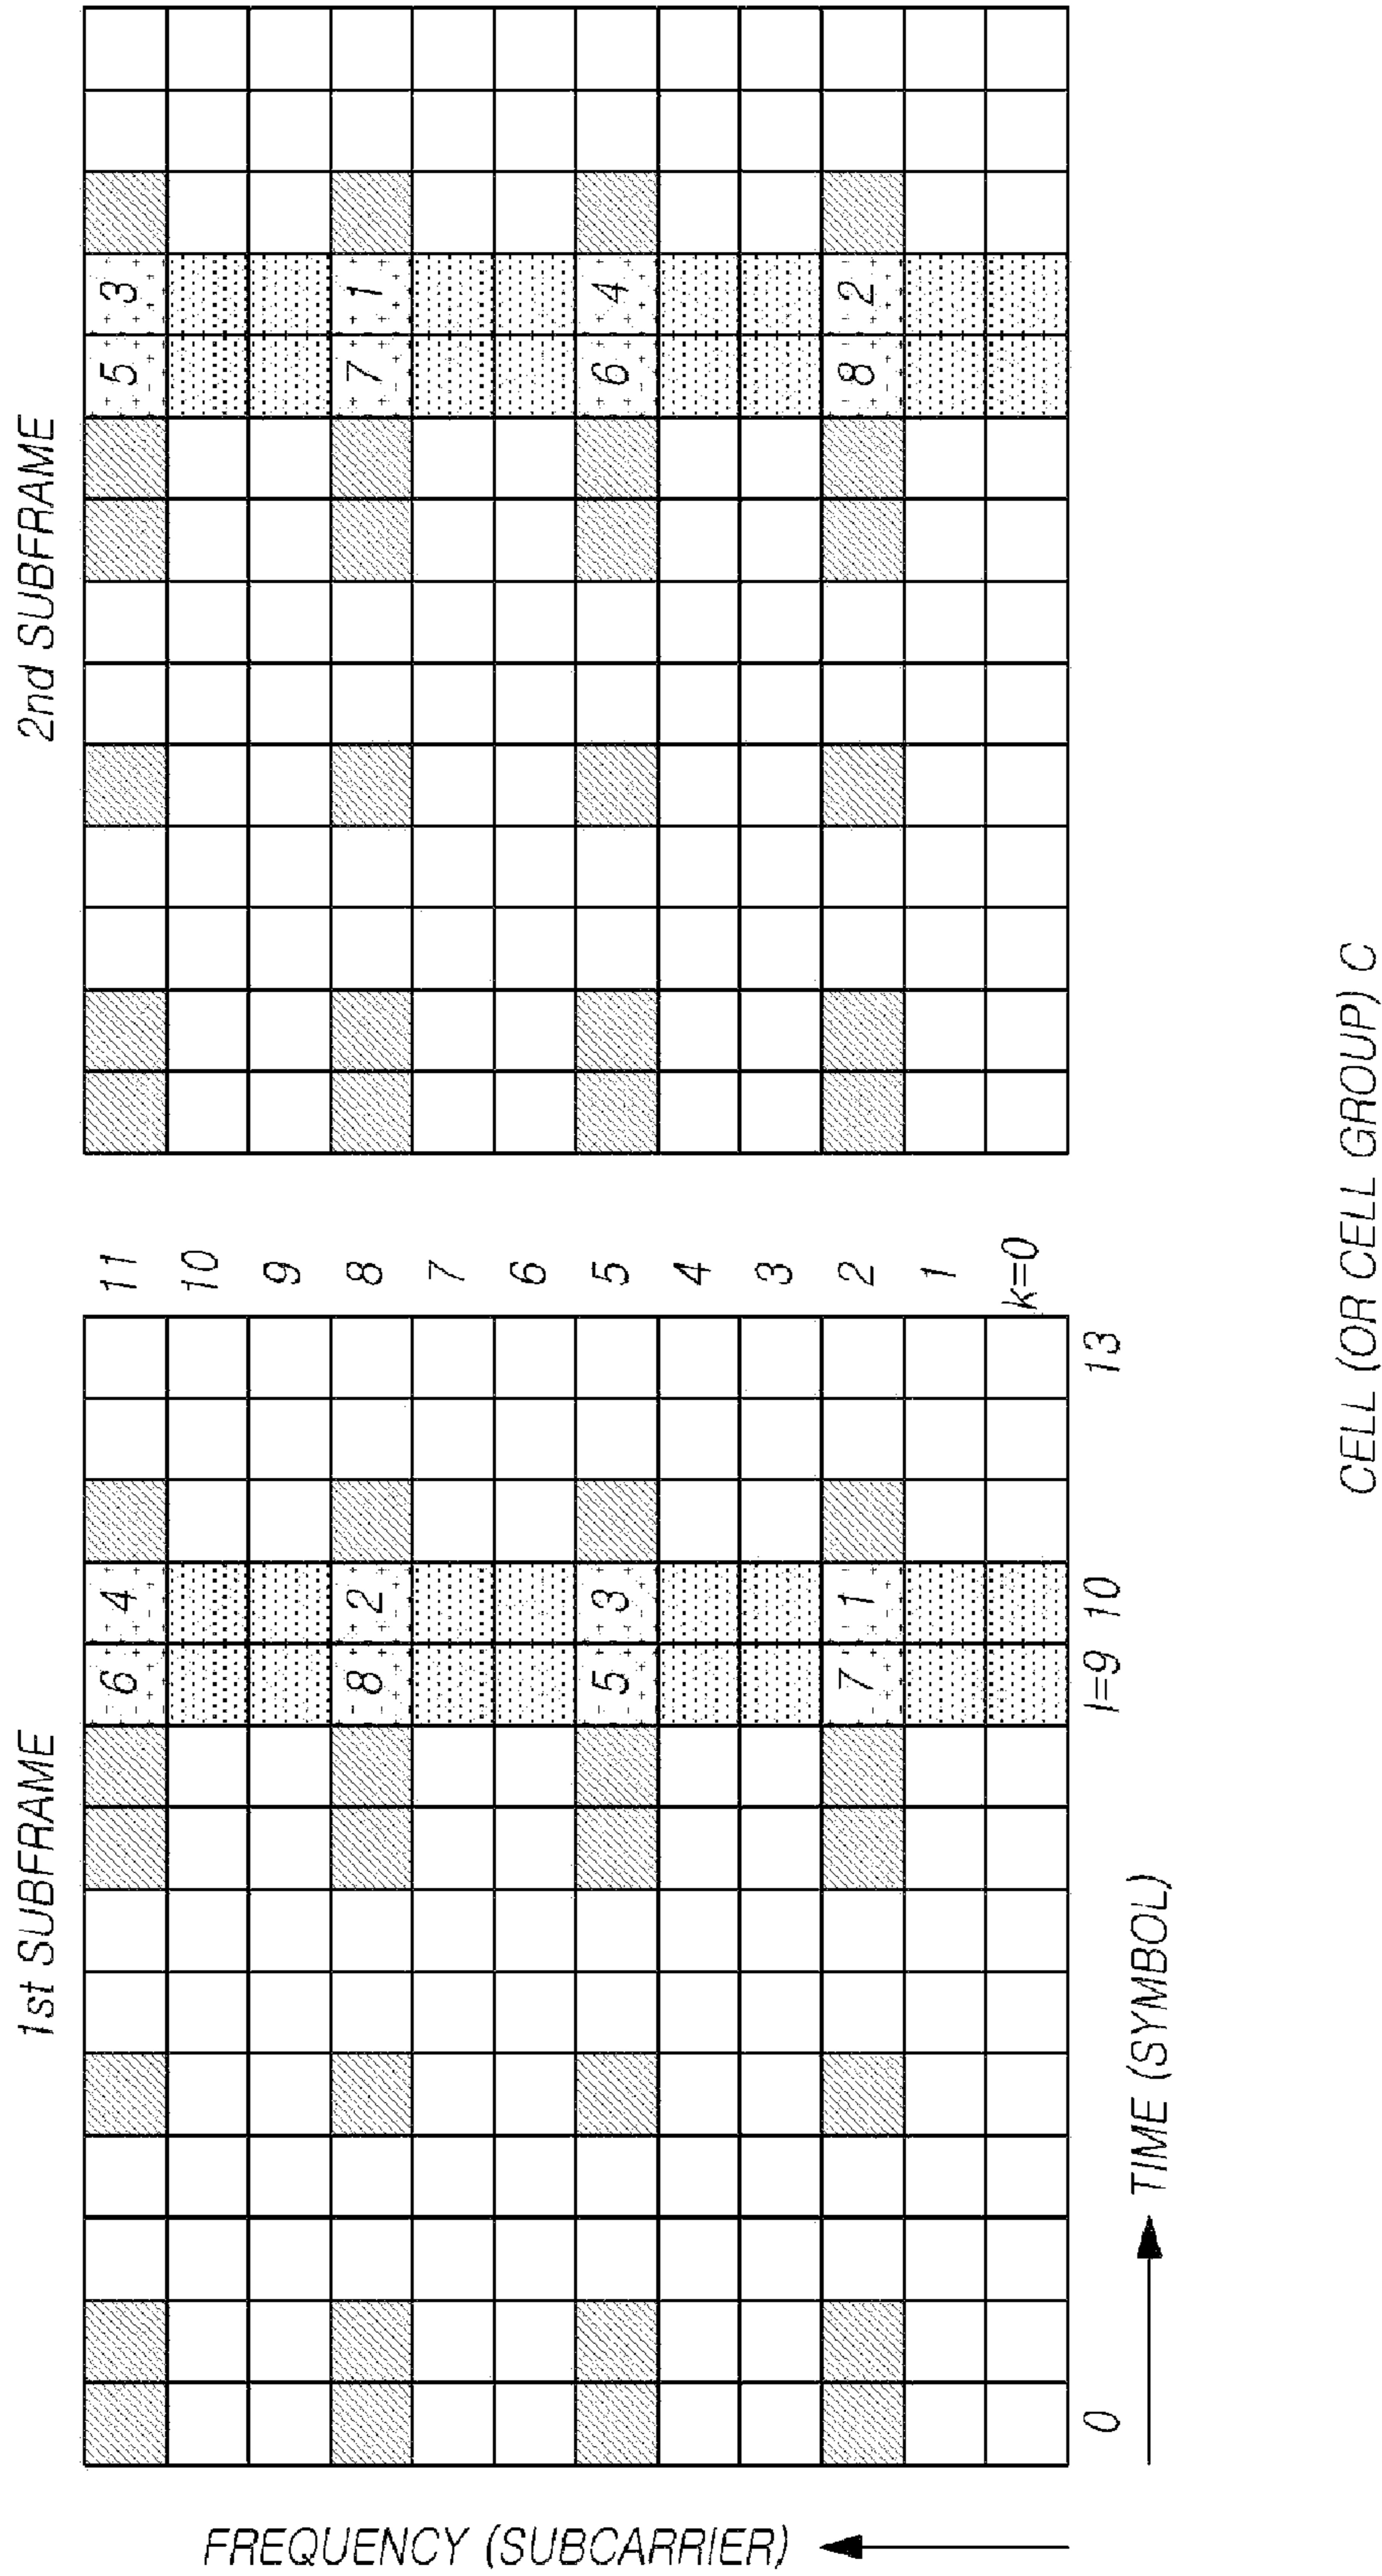 1st SUBFRAME 2nd SUBFRAME
FREQUENCY (SUBCARRIER)
6 4 11 5 3
10
9
8 2 8 7 1
7
6
5 3 5 6 4
4
3
7 1 2 8 2
1
k=0
0 l=9 10 13
TIME (SYMBOL)
CELL (OR CELL GROUP) C